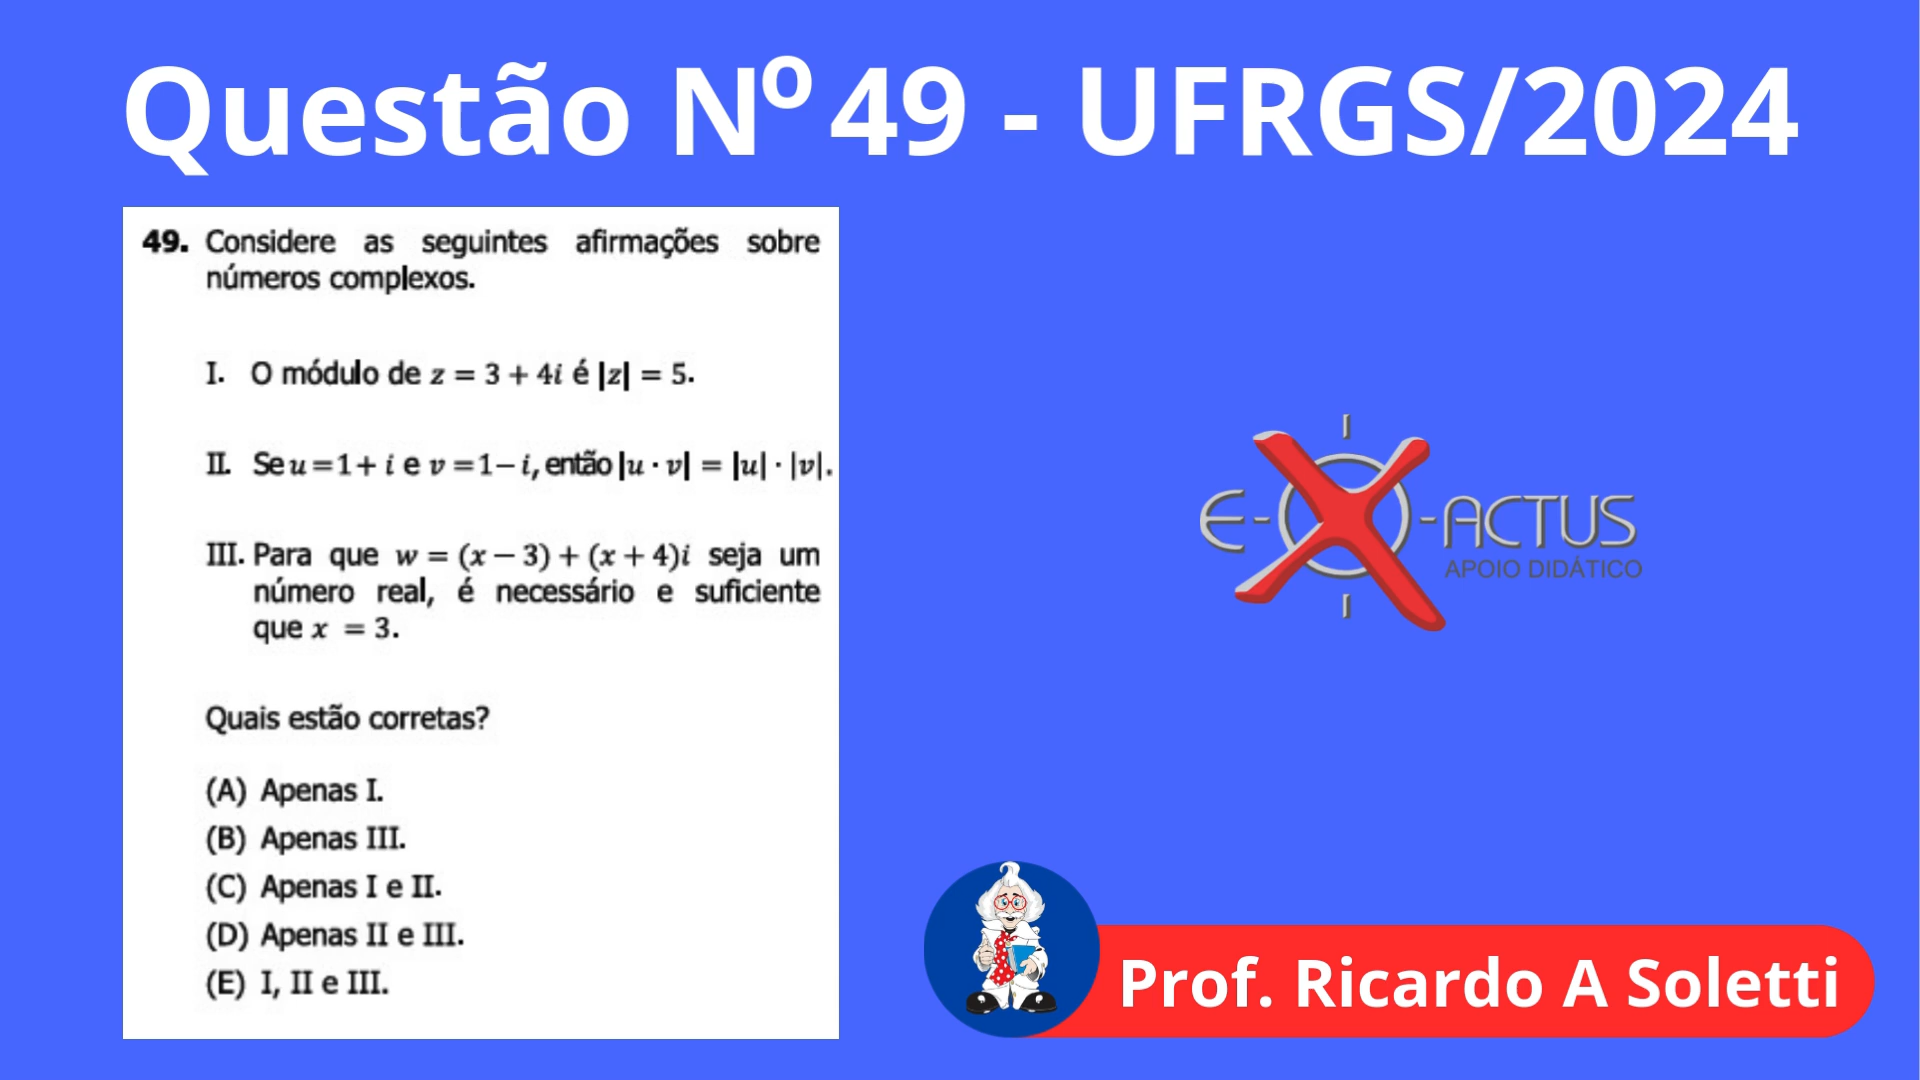 Questão Nº 49 - UFRGS/2024
49. Considere as seguintes afirmações sobre
números complexos.
I. O módulo de z = 3 + 4i é |z| = 5.
II. Se u = 1 + i e v = 1 − i, então |u · v| = |u| · |v|.
III. Para que w = (x − 3) + (x + 4)i seja um
número real, é necessário e suficiente
que x = 3.
Quais estão corretas?
(A) Apenas I.
(B) Apenas III.
(C) Apenas I e II.
(D) Apenas II e III.
(E) I, II e III.
E-X-ACTUS
APOIO DIDÁTICO
Prof. Ricardo A Soletti